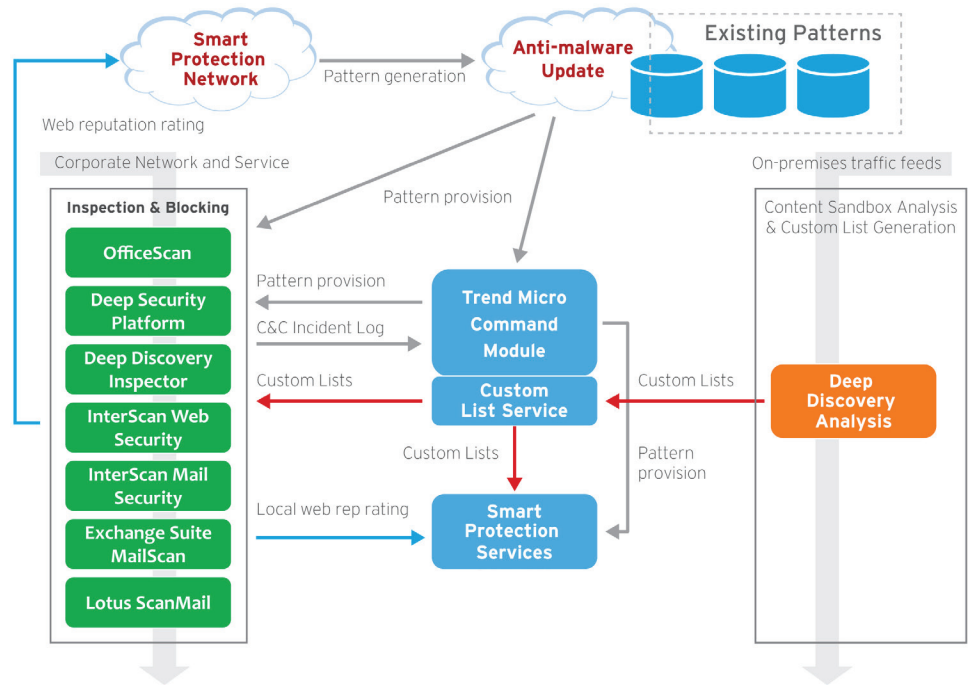 Smart
Protection
Network
Pattern generation
Anti-malware
Update
Existing Patterns
Web reputation rating
Corporate Network and Service
On-premises traffic feeds
Pattern provision
Inspection & Blocking
OfficeScan
Deep Security
Platform
Deep Discovery
Inspector
InterScan Web
Security
InterScan Mail
Security
Exchange Suite
MailScan
Lotus ScanMail
Pattern provision
C&C Incident Log
Custom Lists
Local web rep rating
Trend Micro
Command
Module
Custom
List Service
Custom Lists
Smart
Protection
Services
Custom Lists
Pattern
provision
Content Sandbox Analysis
& Custom List Generation
Deep
Discovery
Analysis